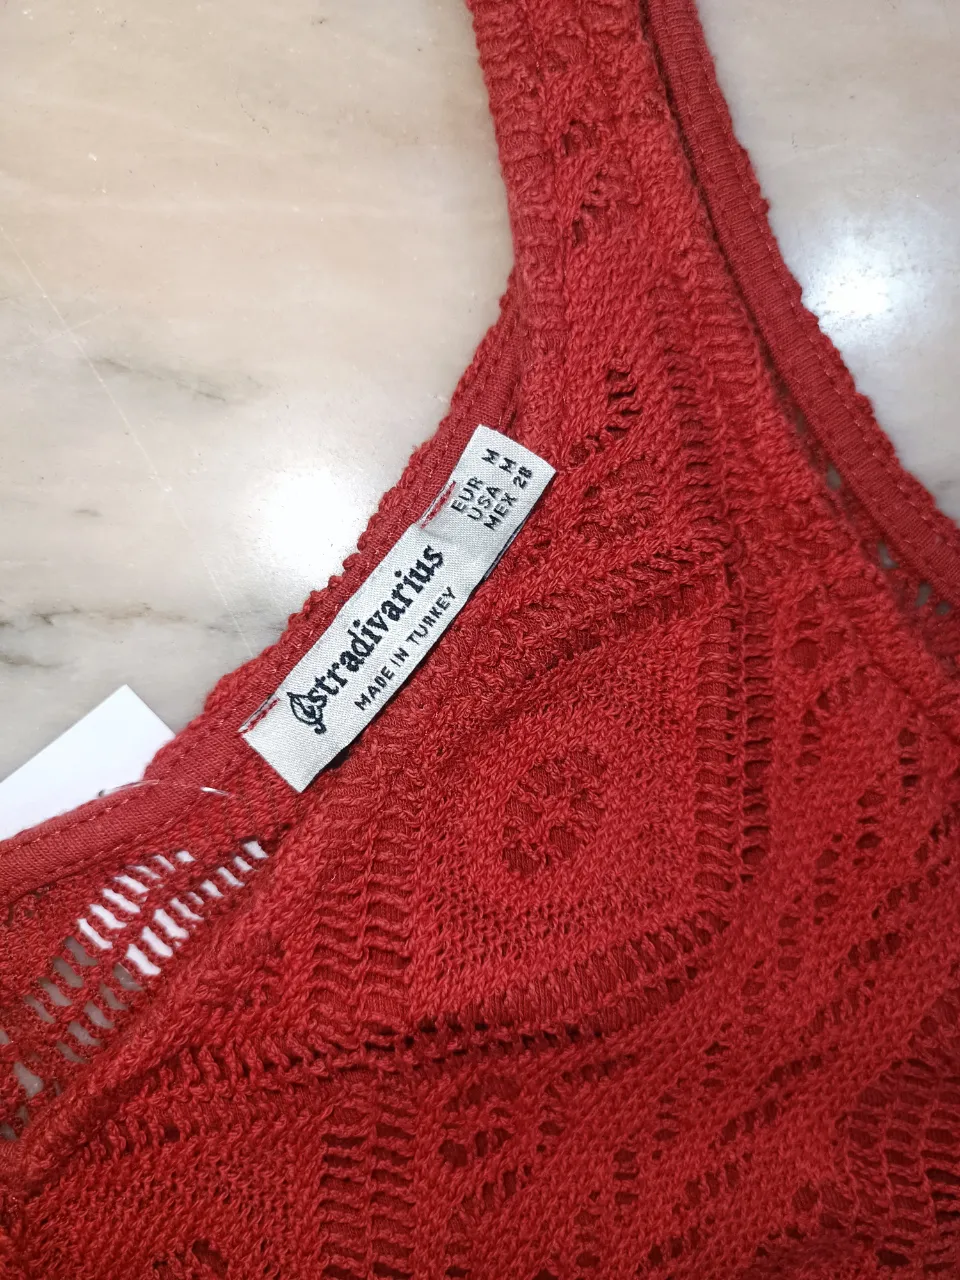 EUR M
USA M
MEX 28
stradivarius
MADE IN TURKEY